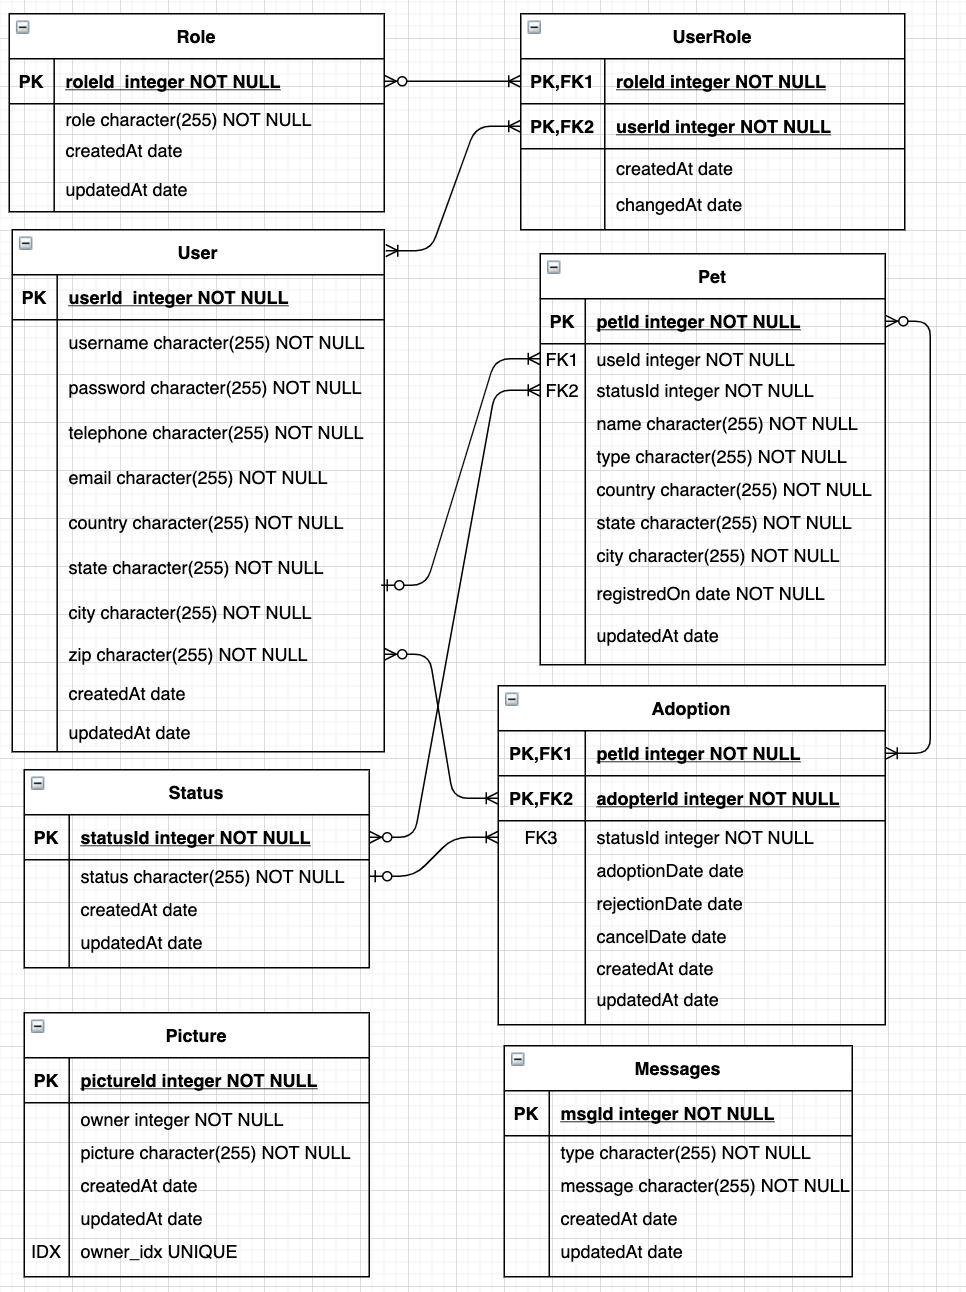 Role
PK roleId integer NOT NULL
role character(255) NOT NULL
createdAt date
updatedAt date
UserRole
PK,FK1 roleId integer NOT NULL
PK,FK2 userId integer NOT NULL
createdAt date
changedAt date
User
PK userId integer NOT NULL
username character(255) NOT NULL
password character(255) NOT NULL
telephone character(255) NOT NULL
email character(255) NOT NULL
country character(255) NOT NULL
state character(255) NOT NULL
city character(255) NOT NULL
zip character(255) NOT NULL
createdAt date
updatedAt date
Pet
PK petId integer NOT NULL
FK1 useId integer NOT NULL
FK2 statusId integer NOT NULL
name character(255) NOT NULL
type character(255) NOT NULL
country character(255) NOT NULL
state character(255) NOT NULL
city character(255) NOT NULL
registredOn date NOT NULL
updatedAt date
Adoption
PK,FK1 petId integer NOT NULL
PK,FK2 adopterId integer NOT NULL
FK3 statusId integer NOT NULL
adoptionDate date
rejectionDate date
cancelDate date
createdAt date
updatedAt date
Status
PK statusId integer NOT NULL
status character(255) NOT NULL
createdAt date
updatedAt date
Picture
PK pictureId integer NOT NULL
owner integer NOT NULL
picture character(255) NOT NULL
createdAt date
updatedAt date
IDX owner_idx UNIQUE
Messages
PK msgId integer NOT NULL
type character(255) NOT NULL
message character(255) NOT NULL
createdAt date
updatedAt date